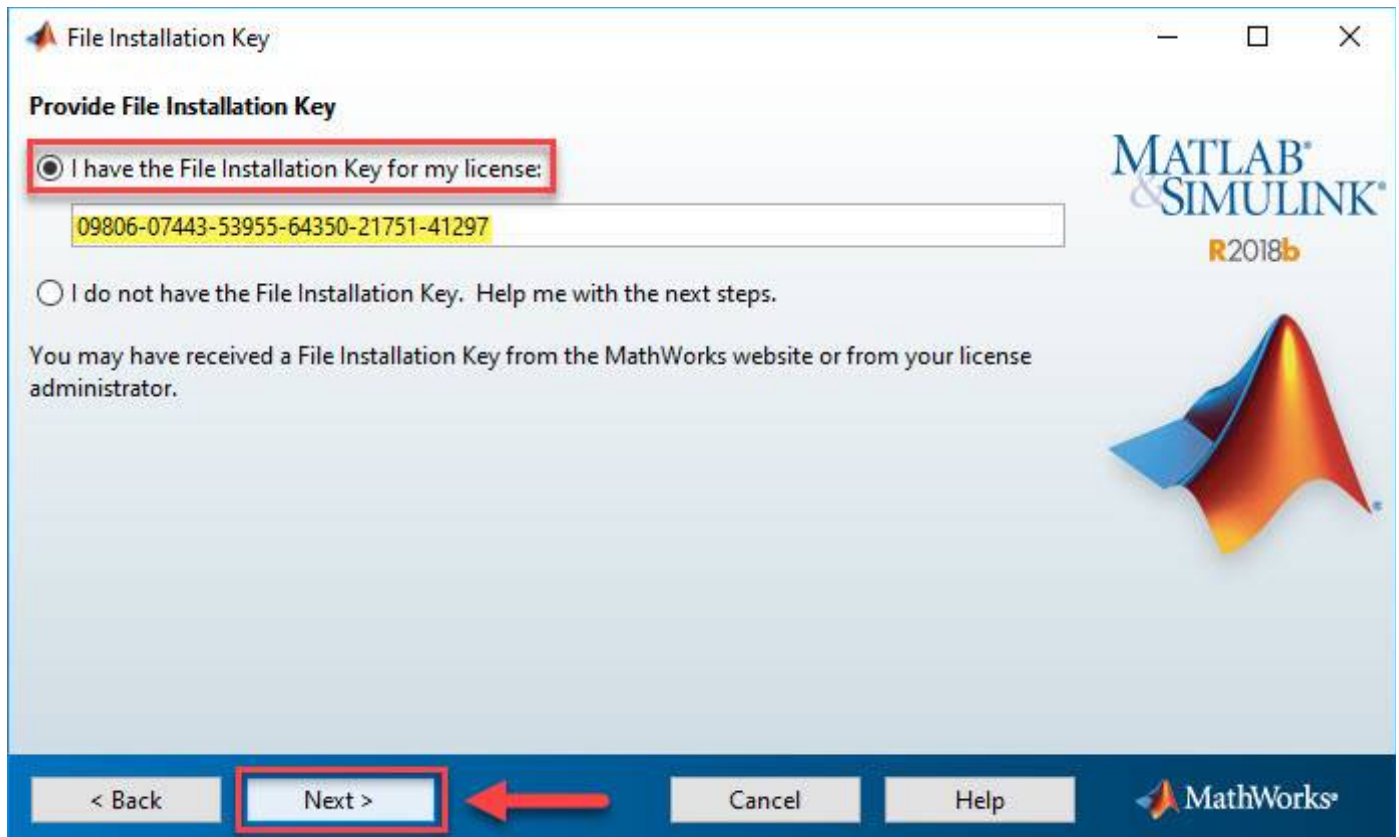 File Installation Key
Provide File Installation Key
I have the File Installation Key for my license:
09806-07443-53955-64350-21751-41297
I do not have the File Installation Key. Help me with the next steps.
You may have received a File Installation Key from the MathWorks website or from your license
administrator.
MATLAB®
&SIMULINK®
R2018b
< Back
Next >
Cancel
Help
MathWorks®